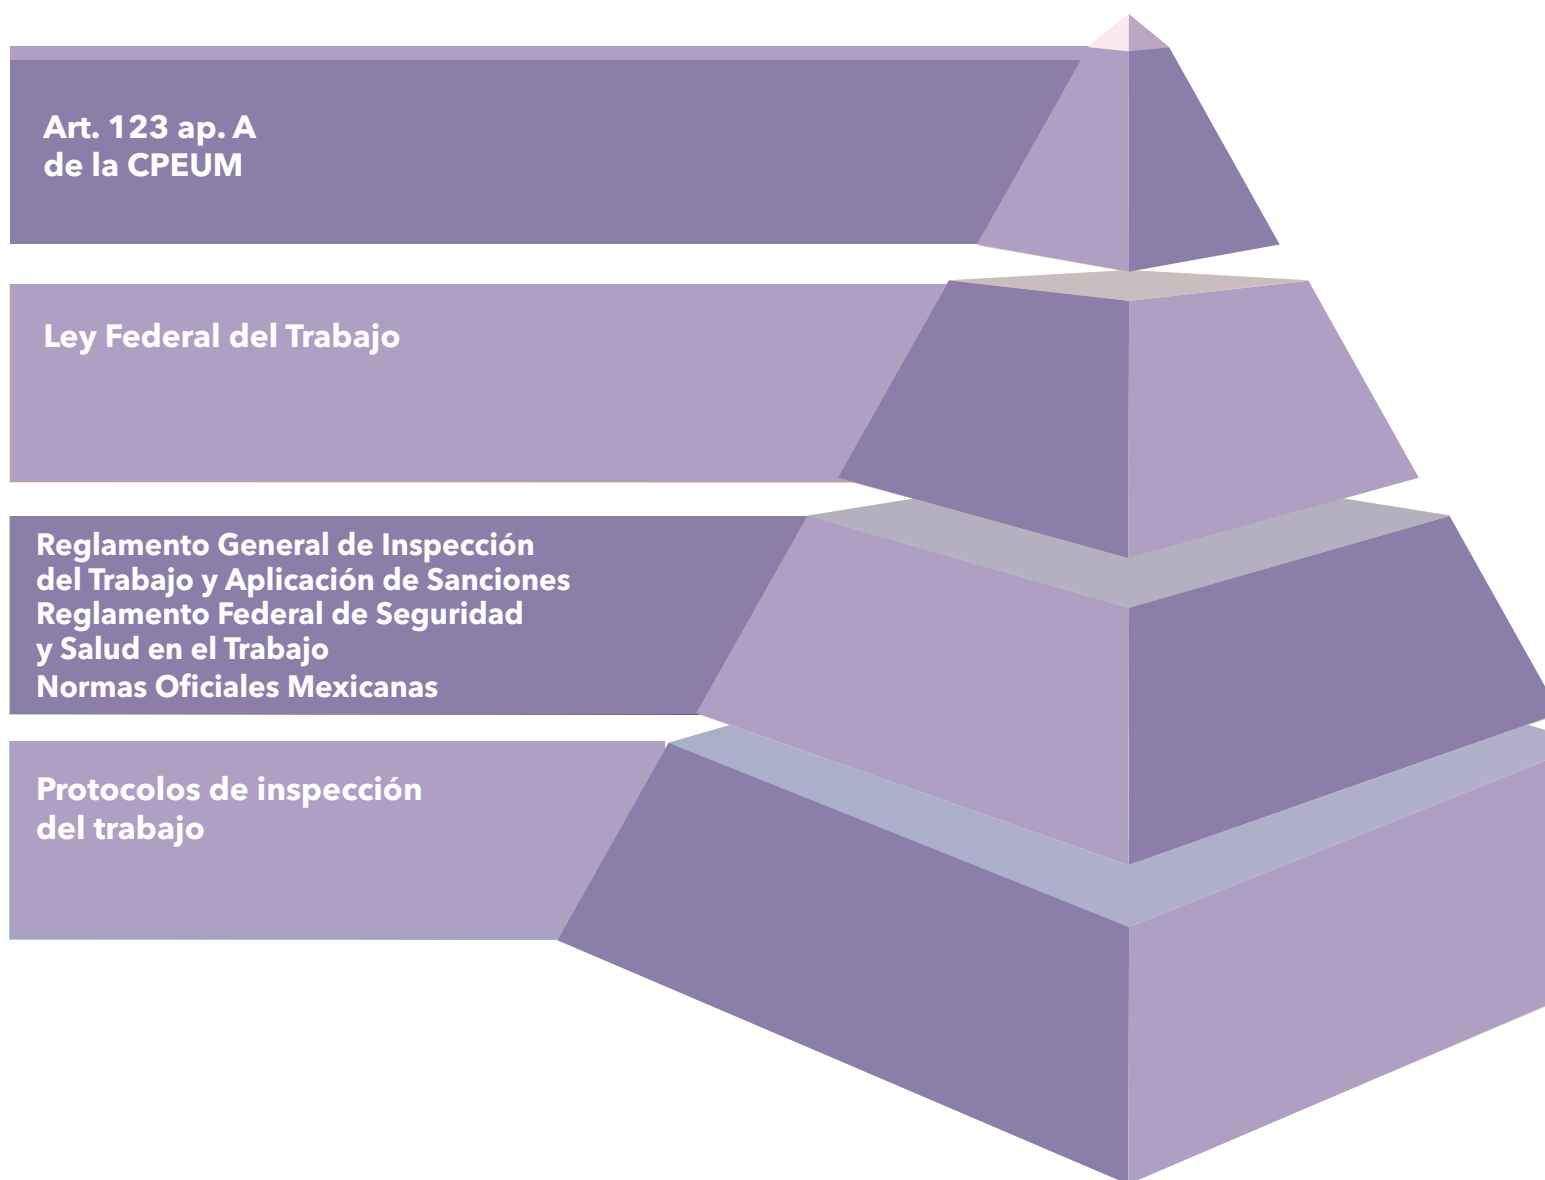 Art. 123 ap. A
de la CPEUM
Ley Federal del Trabajo
Reglamento General de Inspección
del Trabajo y Aplicación de Sanciones
Reglamento Federal de Seguridad
y Salud en el Trabajo
Normas Oficiales Mexicanas
Protocolos de inspección
del trabajo